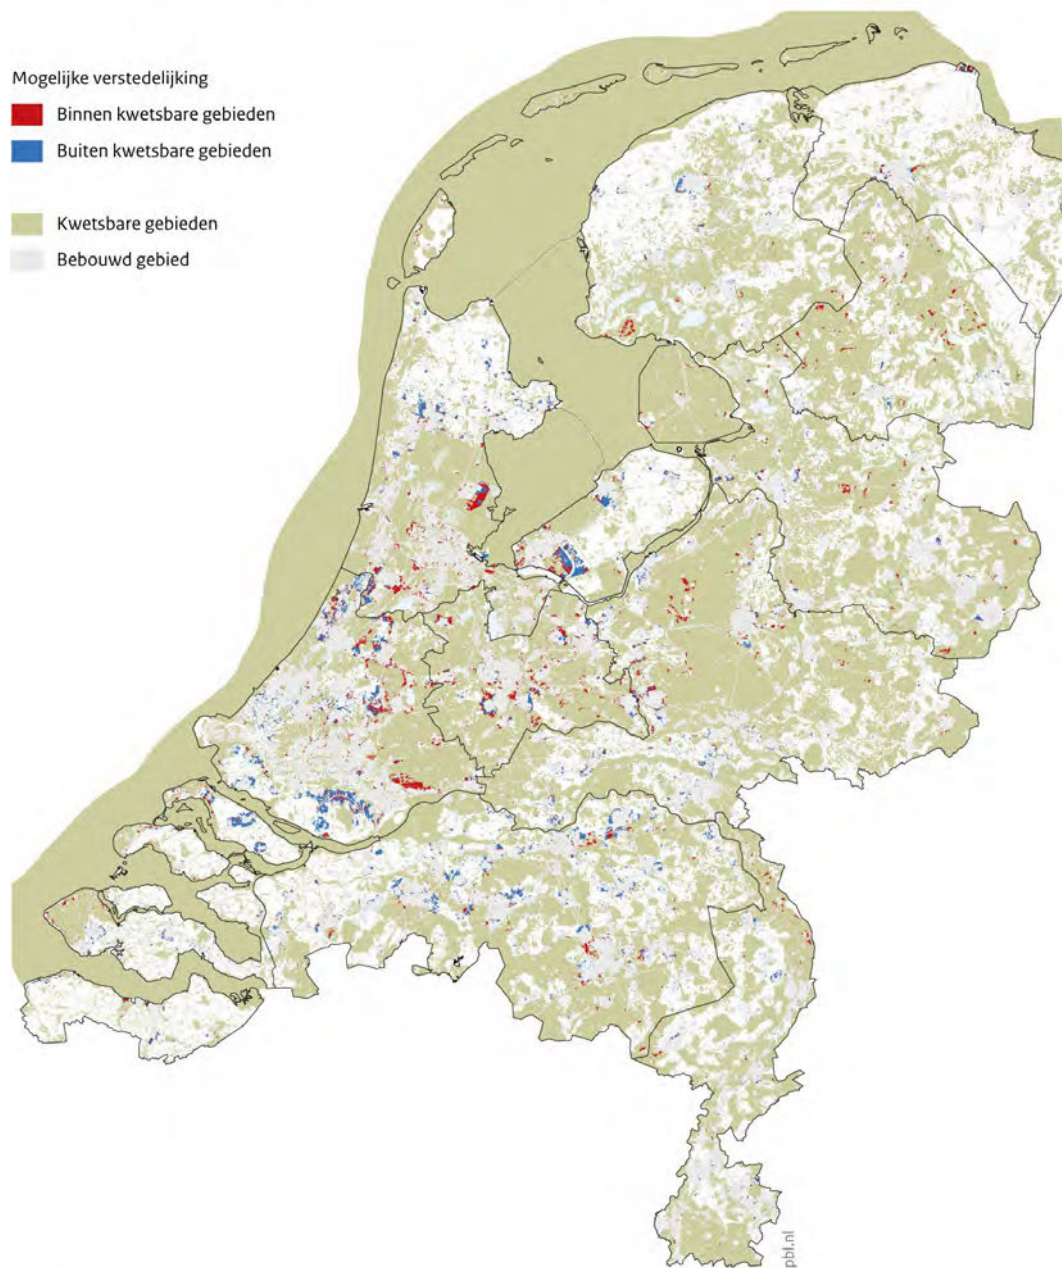 Mogelijke verstedelijking
Binnen kwetsbare gebieden
Buiten kwetsbare gebieden
Kwetsbare gebieden
Bebouwd gebied
pbl.nl